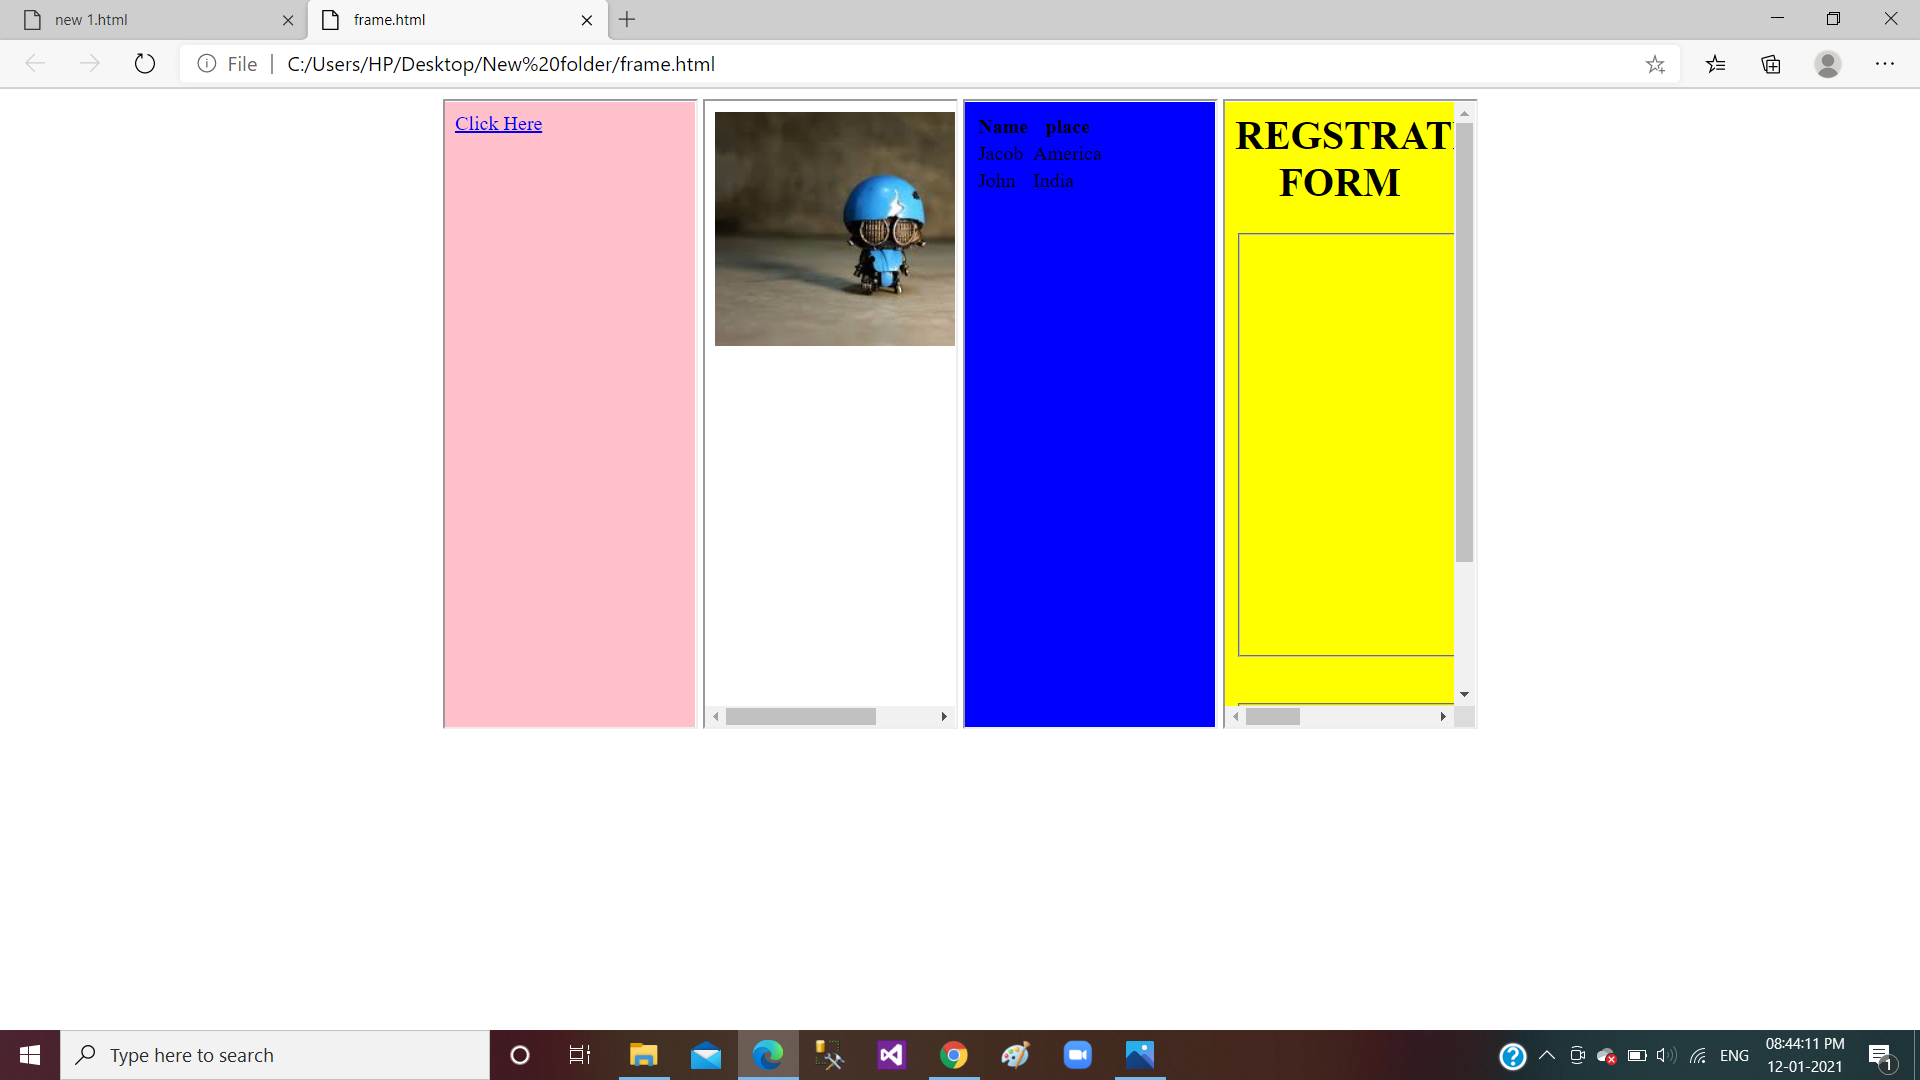 new 1.html
frame.html
File
C:/Users/HP/Desktop/New%20folder/frame.html
Click Here
Name place
Jacob America
John India
REGSTRAT
FORM
Type here to search
ENG
08:44:11 PM
12-01-2021
1